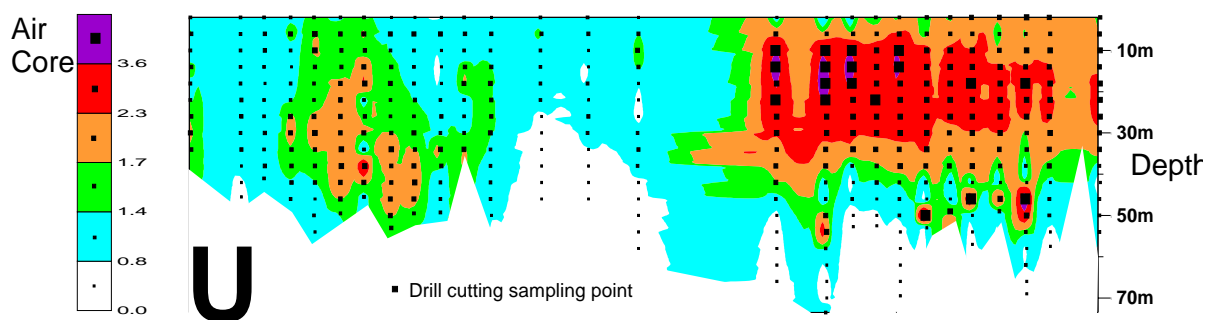 Air
Core
3.6
2.3
1.7
1.4
0.8
0.0
U
Drill cutting sampling point
10m
30m
Depth
50m
70m